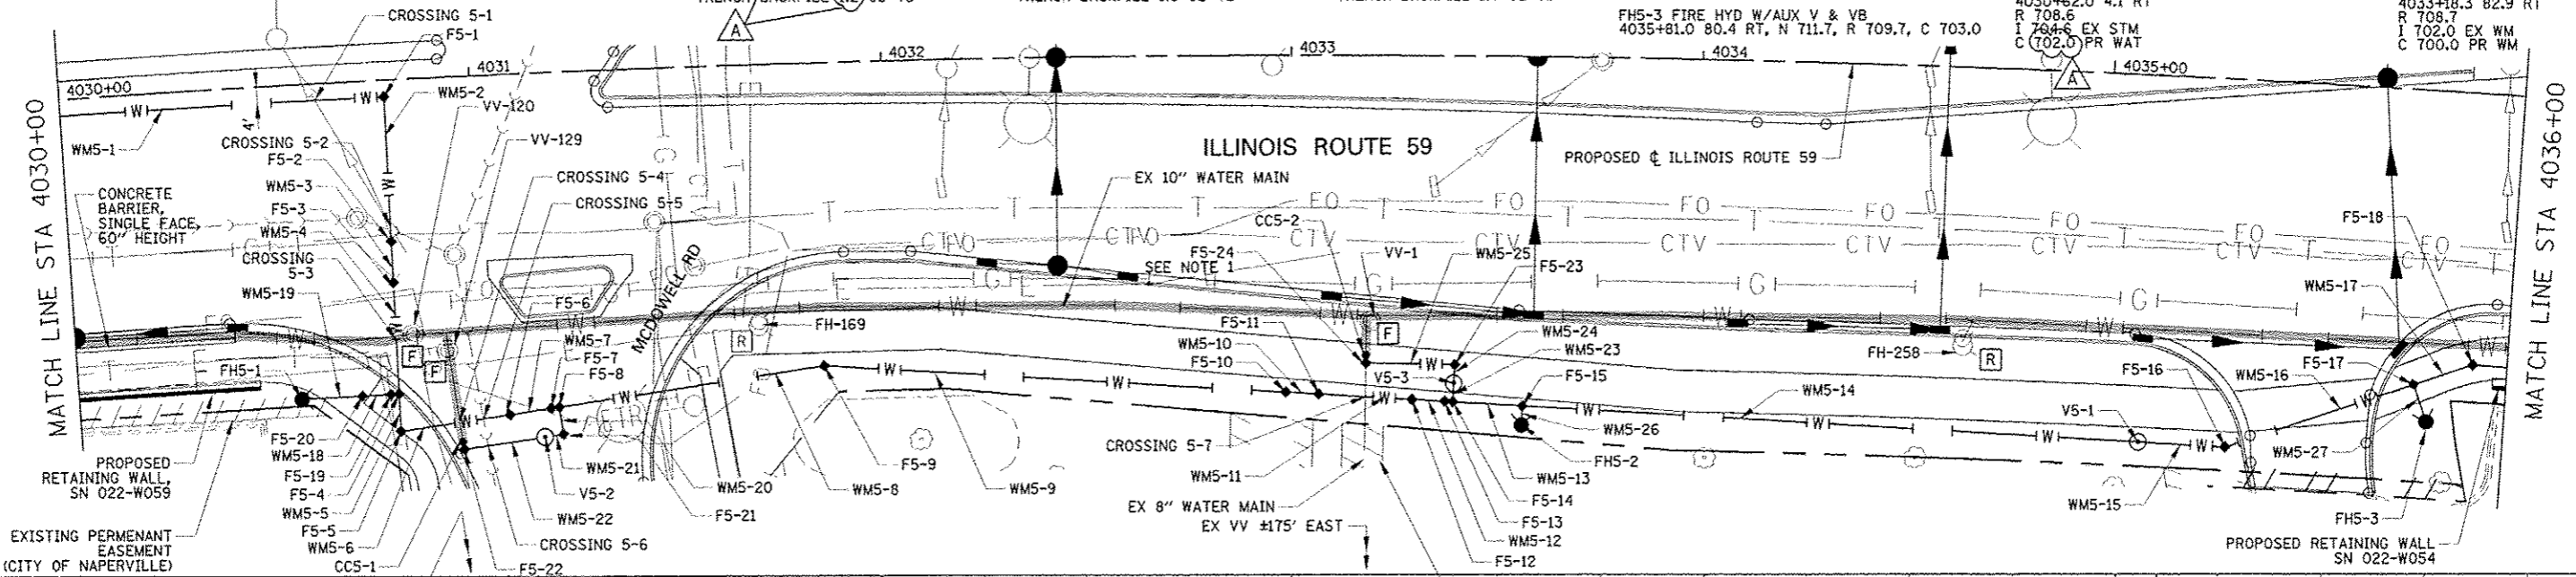 CROSSING 5-1
F5-1
FH5-3 FIRE HYD W/AUX V & VB
4035+81.0 80.4 RT, N 711.7, R 709.7, C 703.0
R 708.6
I 704.6 EX STM
C 702.0 PR WAT
4033+18.3 82.9 RT
R 708.7
I 702.0 EX WM
C 700.0 PR WM
A
A
4030+00
4031
4032
4033
4034
4035+00
MATCH LINE STA 4030+00
MATCH LINE STA 4036+00
WM5-1
4'
WM5-2
VV-120
VV-129
CROSSING 5-2
F5-2
WM5-3
F5-3
WM5-4
CROSSING
5-3
WM5-19
CONCRETE
BARRIER,
SINGLE FACE,
60" HEIGHT
CROSSING 5-4
CROSSING 5-5
ILLINOIS ROUTE 59
EX 10" WATER MAIN
PROPOSED ℄ ILLINOIS ROUTE 59
MCDOWELL RD
SEE NOTE 1
CC5-2
F5-24
VV-1
WM5-25
F5-23
F5-18
WM5-17
F5-6
WM5-7
F5-7
F5-8
FH-169
R
F
F
F
FH5-1
F5-11
WM5-10
F5-10
V5-3
WM5-24
WM5-23
F5-15
FH-258
R
WM5-14
F5-16
F5-17
WM5-16
V5-1
WM5-26
WM5-27
F5-20
WM5-18
F5-19
F5-4
WM5-5
F5-5
WM5-6
CC5-1
F5-22
CROSSING 5-6
WM5-22
V5-2
WM5-21
WM5-20
F5-21
WM5-8
F5-9
WM5-9
CROSSING 5-7
WM5-11
EX 8" WATER MAIN
EX VV ±175' EAST
FH5-2
WM5-13
F5-14
F5-13
WM5-12
F5-12
WM5-15
FH5-3
PROPOSED
RETAINING WALL,
SN 022-W059
EXISTING PERMENANT
EASEMENT
(CITY OF NAPERVILLE)
PROPOSED RETAINING WALL
SN 022-W054